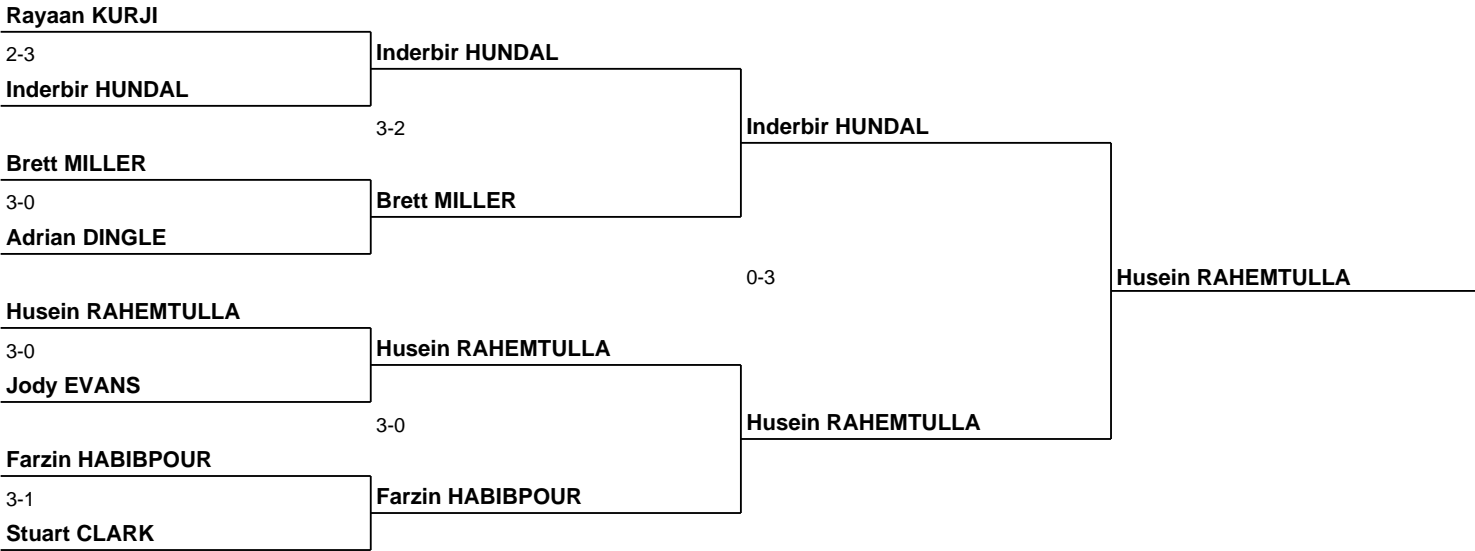 Rayaan KURJI
2-3
Inderbir HUNDAL
Inderbir HUNDAL
3-2
Inderbir HUNDAL
Brett MILLER
3-0
Brett MILLER
Adrian DINGLE
0-3
Husein RAHEMTULLA
Husein RAHEMTULLA
3-0
Husein RAHEMTULLA
Jody EVANS
3-0
Husein RAHEMTULLA
Farzin HABIBPOUR
3-1
Farzin HABIBPOUR
Stuart CLARK